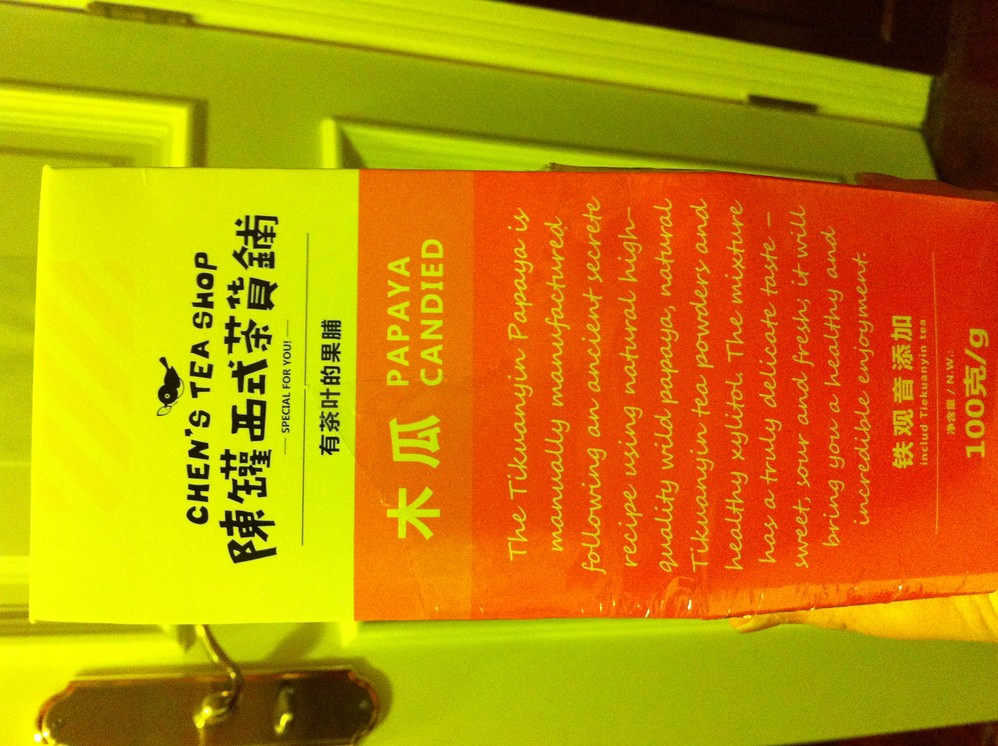 CHEN'S TEA SHOP
陳罐西式茶貨鋪
SPECIAL FOR YOU!
有茶叶的果脯
木瓜 PAPAYA CANDIED
The Tikuanyin Papaya is
manually manufactured
following an ancient secrete
recipe using natural high-
quality wild papaya, natural
Tikuanyin tea powders and
healthy xylitol. The mixture
has a truly delicate taste -
sweet, sour and fresh; it will
bring you a healthy and
incredible enjoyment.
铁观音添加
includ Tiekuanyin tea
净含量 / N.W.:
100克/g